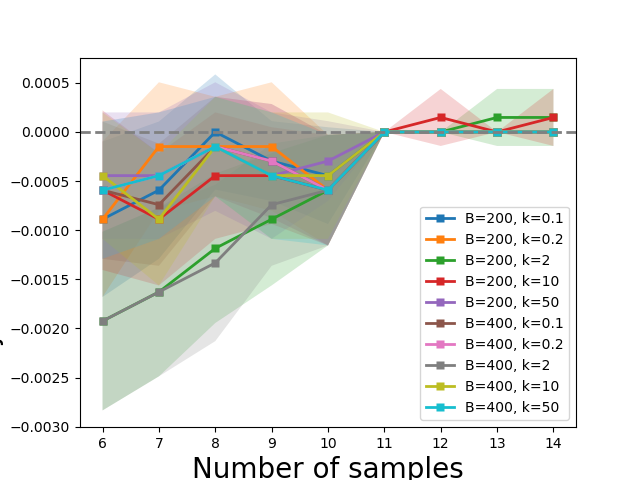 0.0005
0.0000
−0.0005
−0.0010
−0.0015
−0.0020
−0.0025
−0.0030
6 7 8 9 10 11 12 13 14
Number of samples
B=200, k=0.1
B=200, k=0.2
B=200, k=2
B=200, k=10
B=200, k=50
B=400, k=0.1
B=400, k=0.2
B=400, k=2
B=400, k=10
B=400, k=50